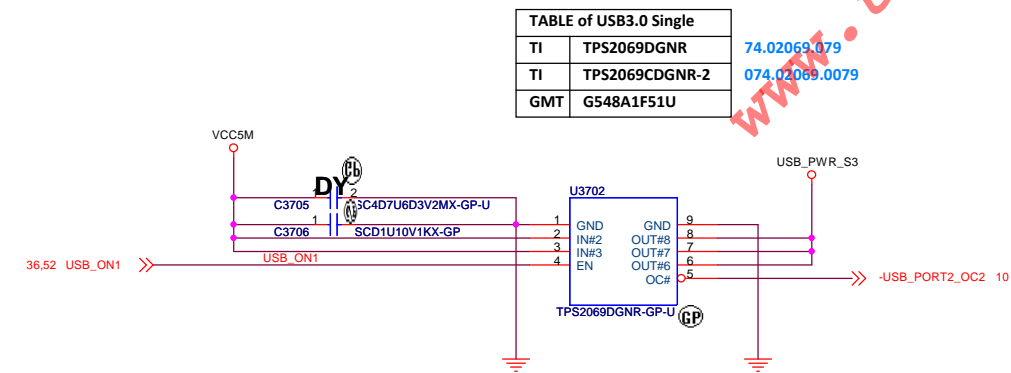 TABLE of USB3.0 Single
TI TPS2069DGNR 74.02069.079
TI TPS2069CDGNR-2 074.02069.0079
GMT G548A1F51U
www.
VCC5M
USB_PWR_S3
DY
1 2
C3705 SC4D7U6D3V2MX-GP-U
1
C3706 SCD1U10V1KX-GP
U3702
1 GND GND 9
2 IN#2 OUT#8 8
3 IN#3 OUT#7 7
4 EN OUT#6 6
OC# 5
36,52 USB_ON1
USB_ON1
-USB_PORT2_OC2 10
TPS2069DGNR-GP-U
GP